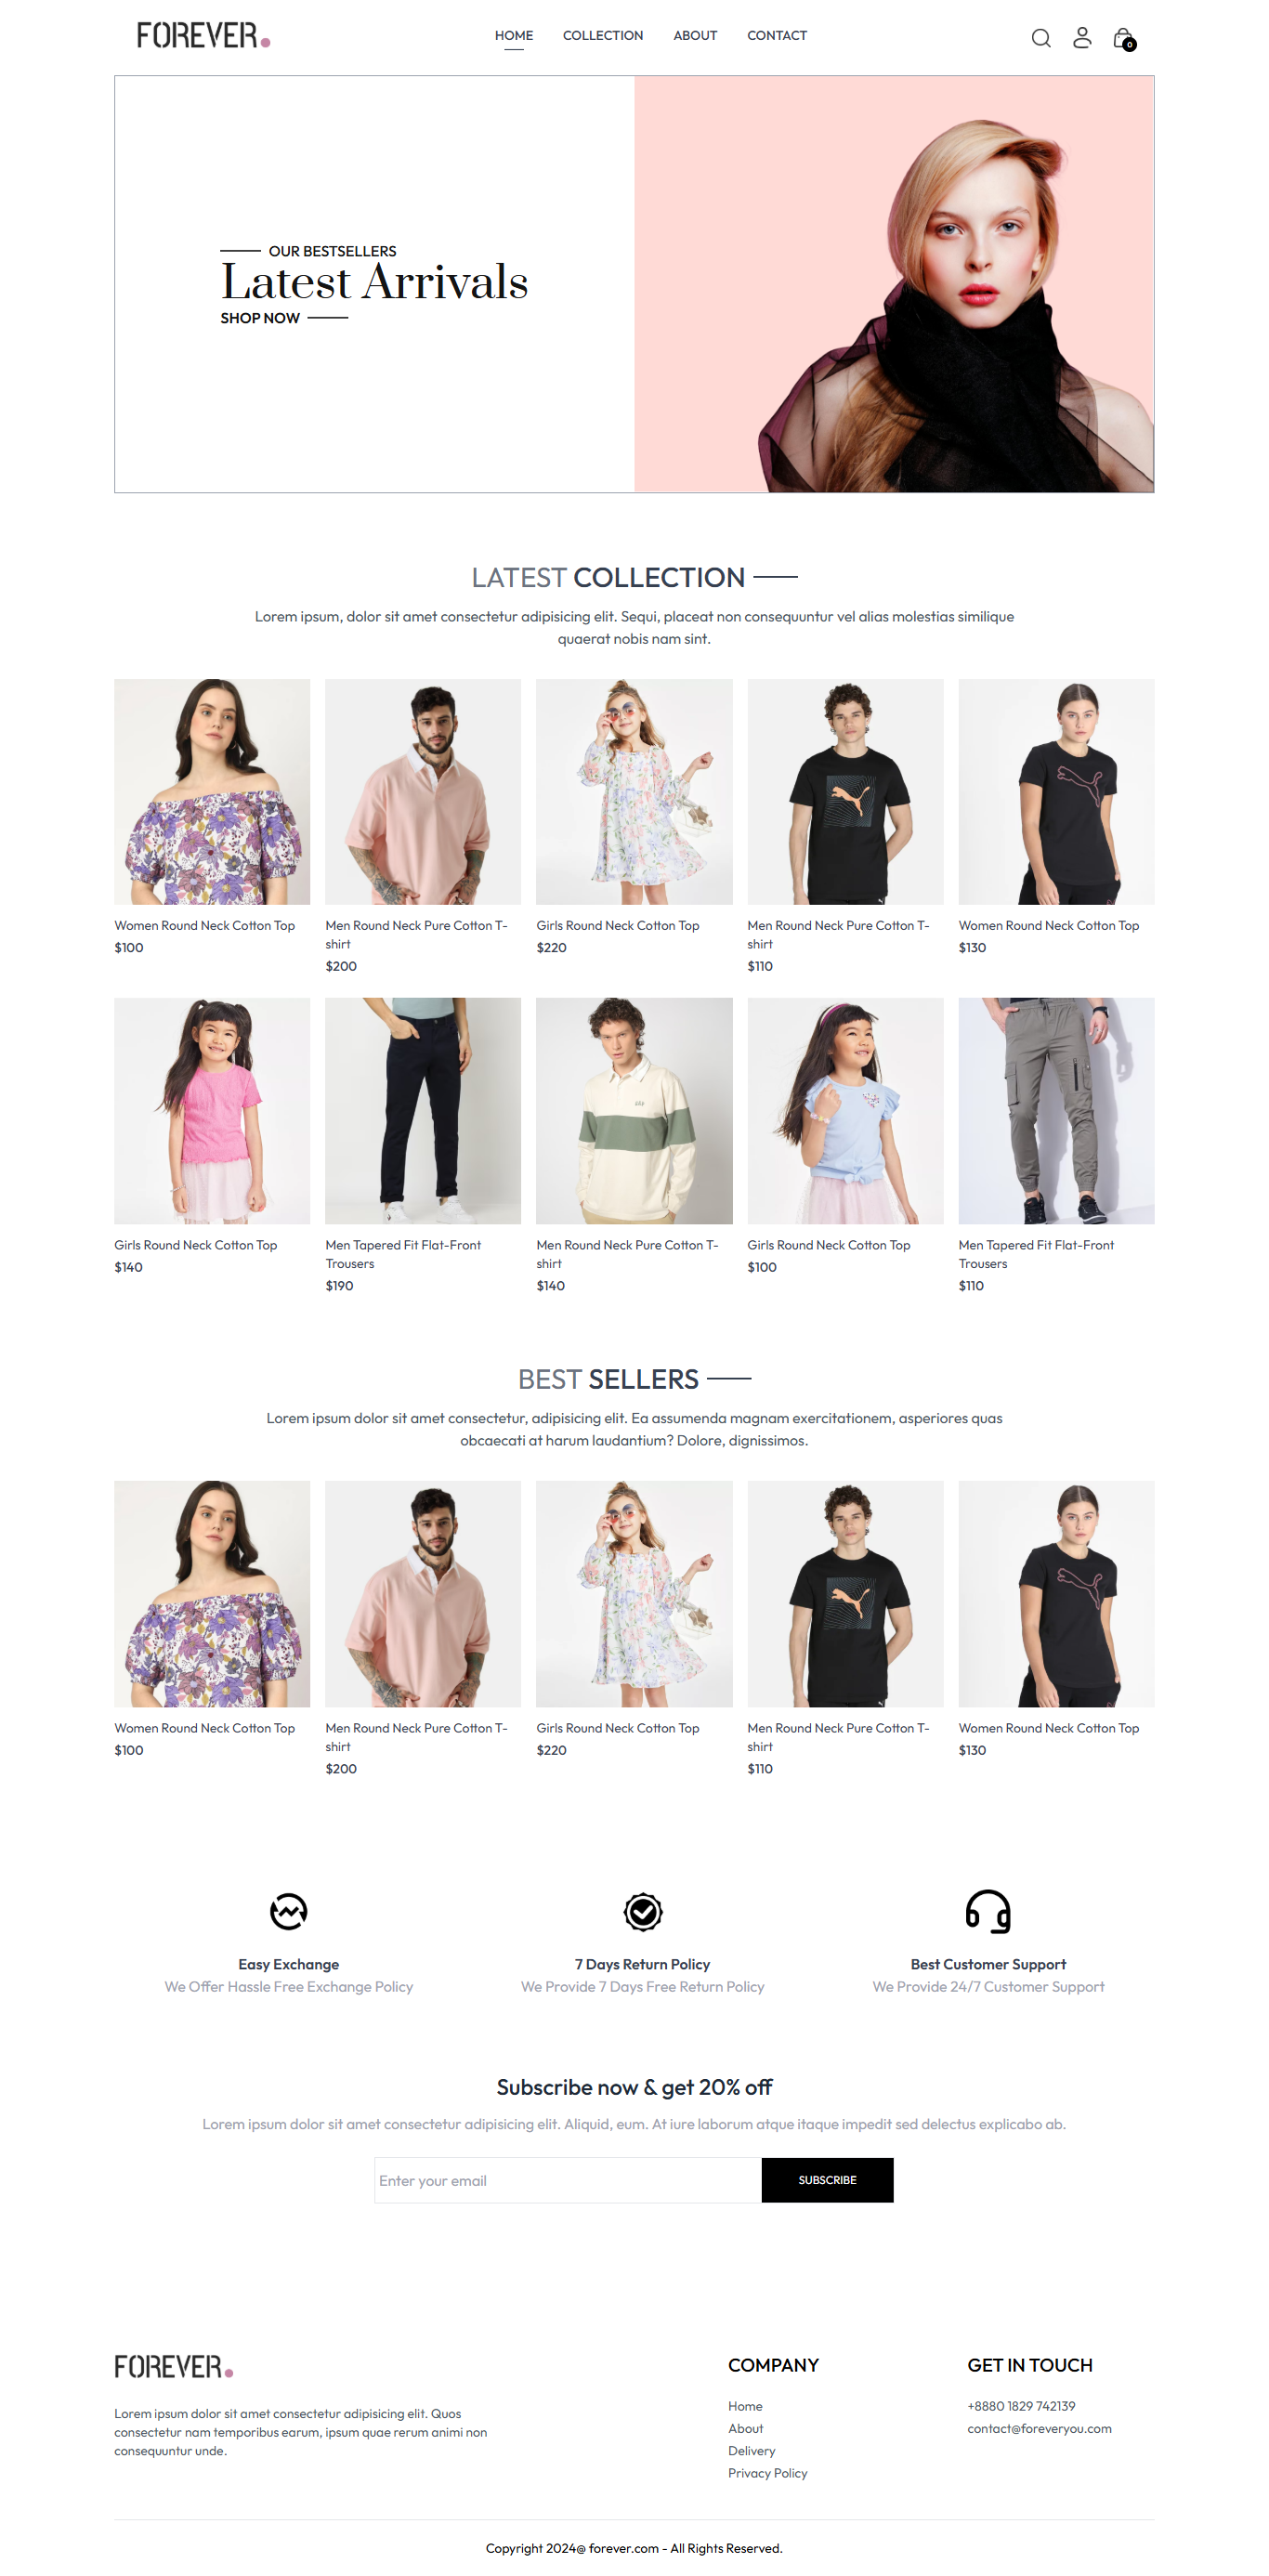 FOREVER.
HOME COLLECTION ABOUT CONTACT
0
OUR BESTSELLERS
Latest Arrivals
SHOP NOW
LATEST COLLECTION
Lorem ipsum, dolor sit amet consectetur adipisicing elit. Sequi, placeat non consequuntur vel alias molestias similique
quaerat nobis nam sint.
Women Round Neck Cotton Top
$100
Men Round Neck Pure Cotton T-
shirt
$200
Girls Round Neck Cotton Top
$220
Men Round Neck Pure Cotton T-
shirt
$110
Women Round Neck Cotton Top
$130
Girls Round Neck Cotton Top
$140
Men Tapered Fit Flat-Front
Trousers
$190
Men Round Neck Pure Cotton T-
shirt
$140
Girls Round Neck Cotton Top
$100
Men Tapered Fit Flat-Front
Trousers
$110
BEST SELLERS
Lorem ipsum dolor sit amet consectetur, adipisicing elit. Ea assumenda magnam exercitationem, asperiores quas
obcaecati at harum laudantium? Dolore, dignissimos.
Women Round Neck Cotton Top
$100
Men Round Neck Pure Cotton T-
shirt
$200
Girls Round Neck Cotton Top
$220
Men Round Neck Pure Cotton T-
shirt
$110
Women Round Neck Cotton Top
$130
Easy Exchange
We Offer Hassle Free Exchange Policy
7 Days Return Policy
We Provide 7 Days Free Return Policy
Best Customer Support
We Provide 24/7 Customer Support
Subscribe now & get 20% off
Lorem ipsum dolor sit amet consectetur adipisicing elit. Aliquid, eum. At iure laborum atque itaque impedit sed delectus explicabo ab.
Enter your email
SUBSCRIBE
FOREVER.
Lorem ipsum dolor sit amet consectetur adipisicing elit. Quos
consectetur nam temporibus earum, ipsum quae rerum animi non
consequuntur unde.
COMPANY
Home
About
Delivery
Privacy Policy
GET IN TOUCH
+8880 1829 742139
contact@foreveryou.com
Copyright 2024@ forever.com - All Rights Reserved.